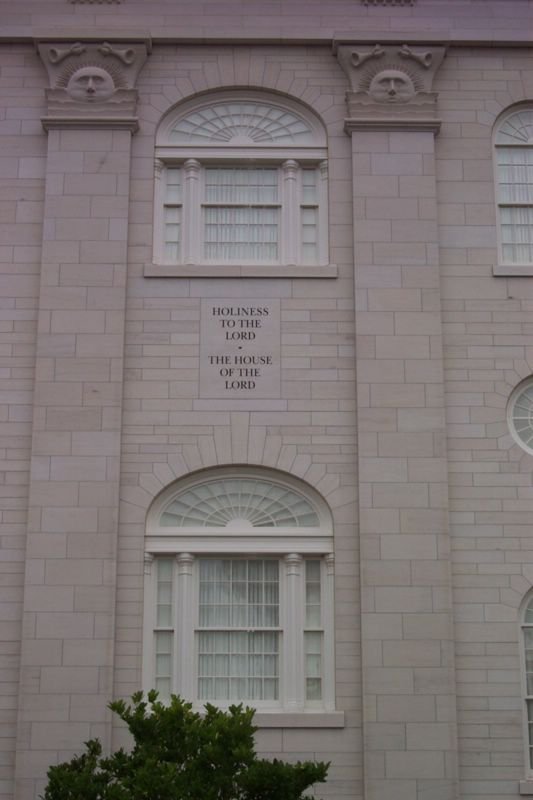 HOLINESS
TO THE
LORD
-
THE HOUSE
OF THE
LORD